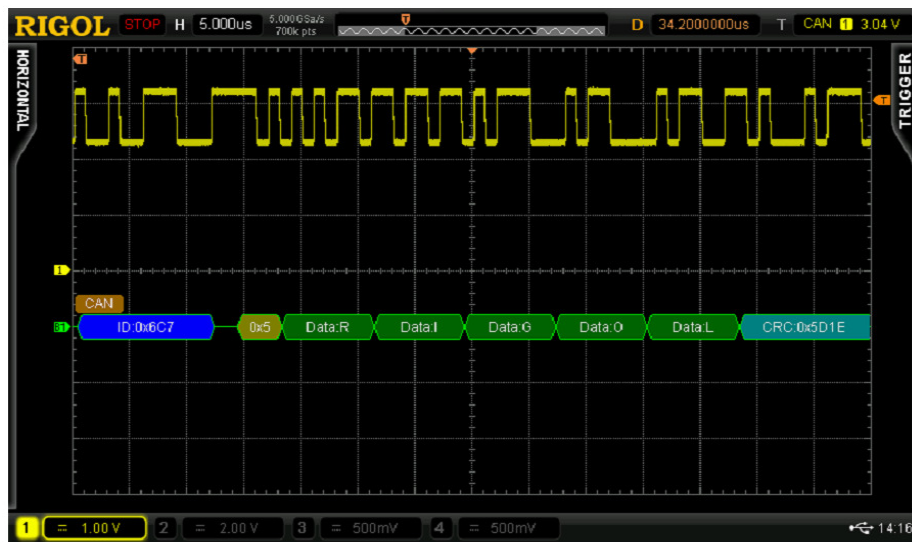 RIGOL STOP H 5.000us 5.000GSa/s 700k pts D 34.2000000us T CAN 1 3.04 V
HORIZONTAL
TRIGGER
T
T
T
1
CAN
B1 ID:0x6C7 0x5 Data:R Data:I Data:G Data:O Data:L CRC:0x5D1E
1 = 1.00 V 2 = 2.00 V 3 = 500mV 4 = 500mV 14:16